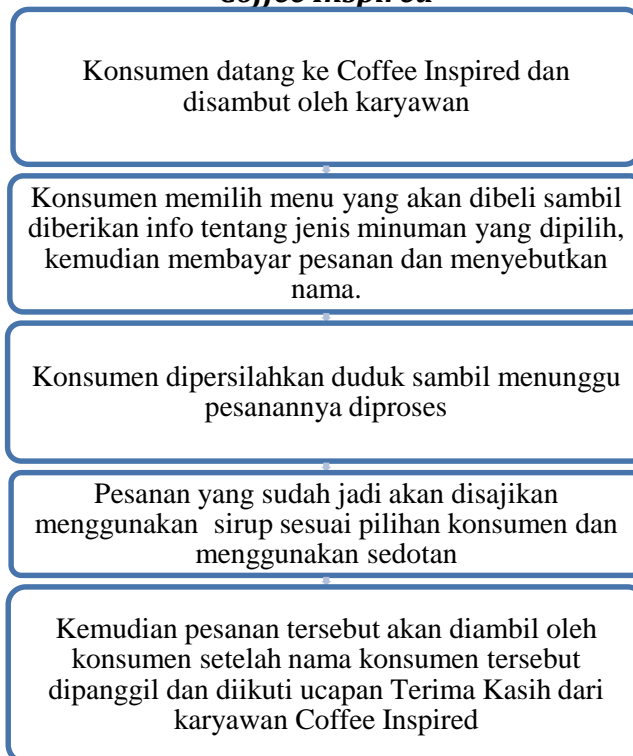 Coffee Inspired
Konsumen datang ke Coffee Inspired dan
disambut oleh karyawan
Konsumen memilih menu yang akan dibeli sambil
diberikan info tentang jenis minuman yang dipilih,
kemudian membayar pesanan dan menyebutkan
nama.
Konsumen dipersilahkan duduk sambil menunggu
pesanannya diproses
Pesanan yang sudah jadi akan disajikan
menggunakan  sirup sesuai pilihan konsumen dan
menggunakan sedotan
Kemudian pesanan tersebut akan diambil oleh
konsumen setelah nama konsumen tersebut
dipanggil dan diikuti ucapan Terima Kasih dari
karyawan Coffee Inspired